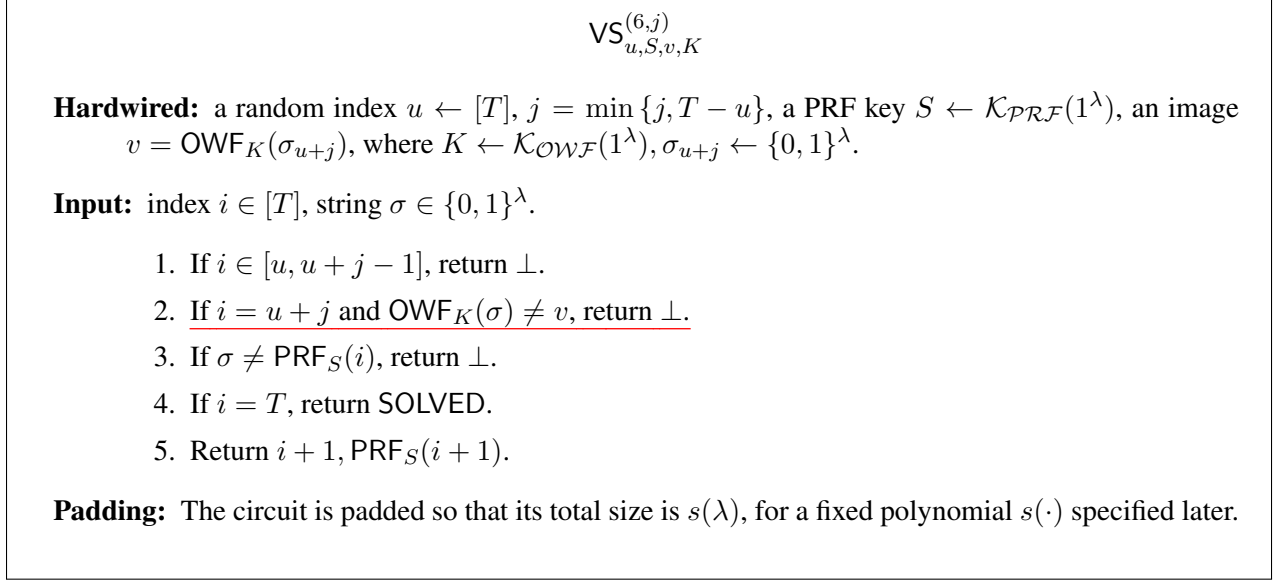 VS^{(6,j)}_{u,S,v,K}
Hardwired: a random index u ← [T], j = min {j, T − u}, a PRF key S ← 𝒦_{𝒫ℛℱ}(1^λ), an image
v = OWF_K(σ_{u+j}), where K ← 𝒦_{𝒪𝒲ℱ}(1^λ), σ_{u+j} ← {0, 1}^λ.
Input: index i ∈ [T], string σ ∈ {0, 1}^λ.
1. If i ∈ [u, u + j − 1], return ⊥.
2. If i = u + j and OWF_K(σ) ≠ v, return ⊥.
3. If σ ≠ PRF_S(i), return ⊥.
4. If i = T, return SOLVED.
5. Return i + 1, PRF_S(i + 1).
Padding: The circuit is padded so that its total size is s(λ), for a fixed polynomial s(·) specified later.